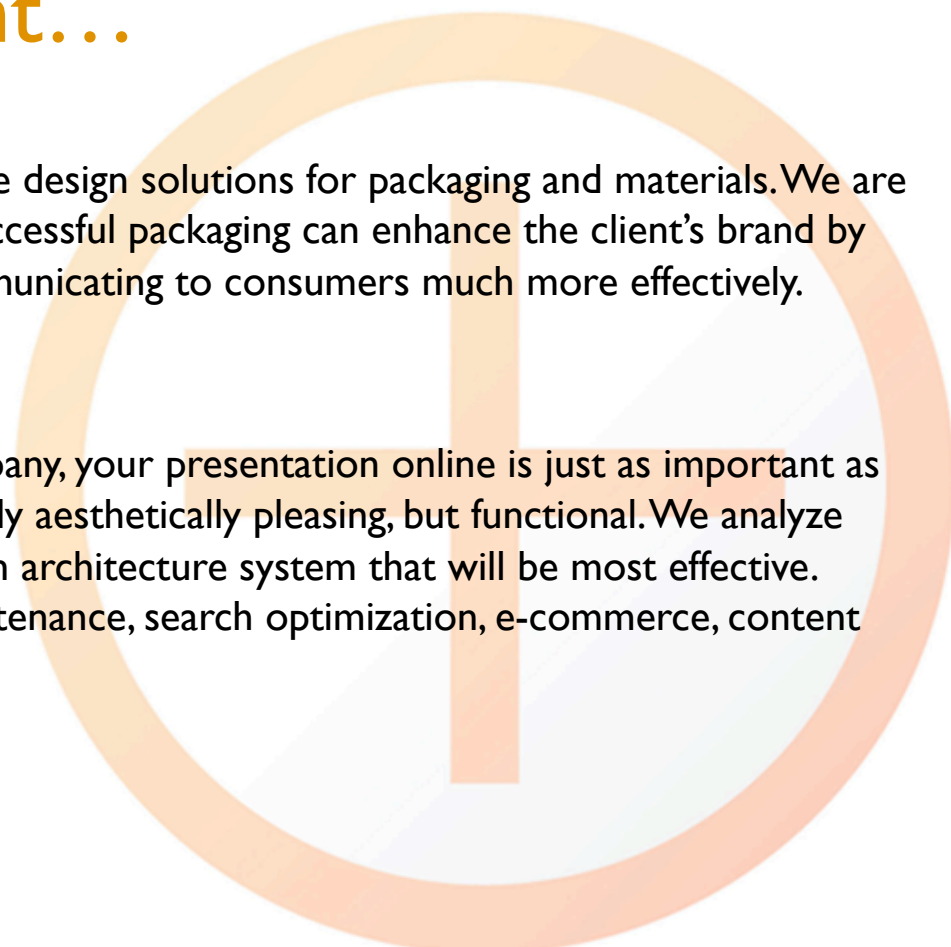 nt…
e design solutions for packaging and materials. We are
ccessful packaging can enhance the client’s brand by
municating to consumers much more effectively.
pany, your presentation online is just as important as
ly aesthetically pleasing, but functional. We analyze
n architecture system that will be most effective.
tenance, search optimization, e-commerce, content